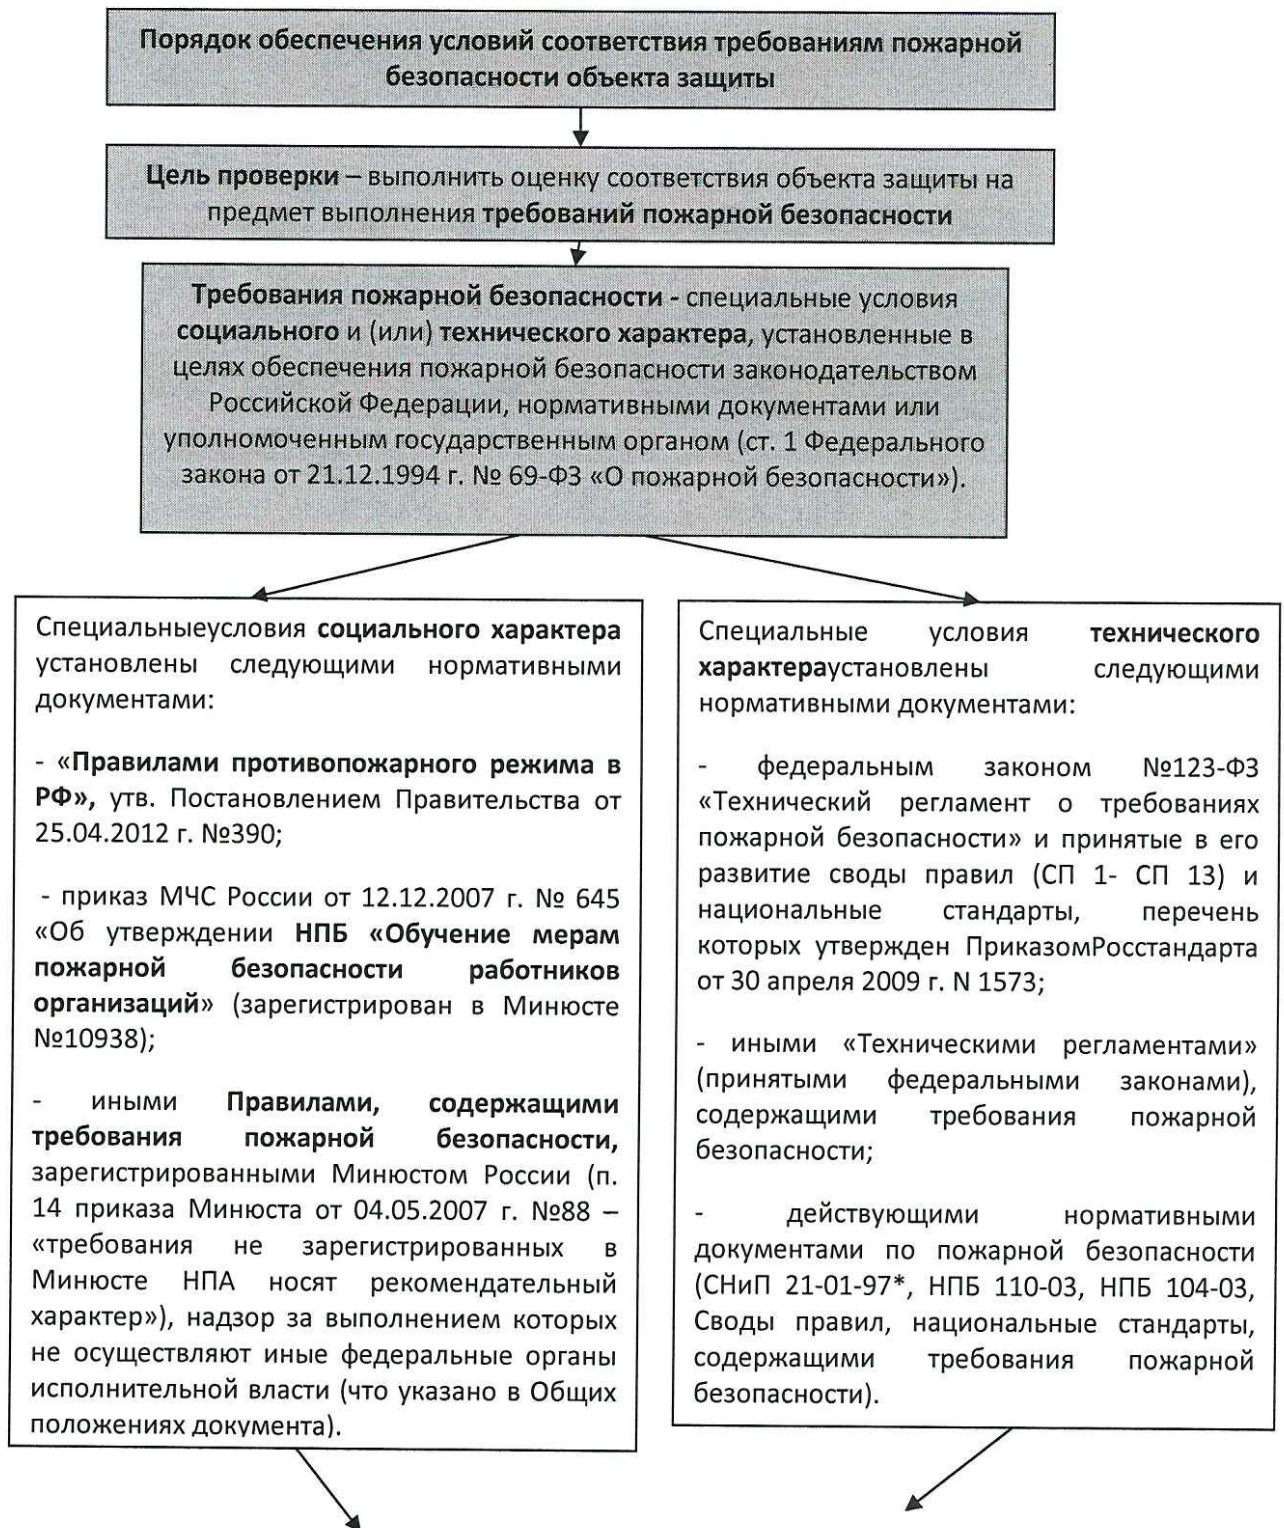 Порядок обеспечения условий соответствия требованиям пожарной
безопасности объекта защиты
Цель проверки – выполнить оценку соответствия объекта защиты на
предмет выполнения требований пожарной безопасности
Требования пожарной безопасности - специальные условия
социального и (или) технического характера, установленные в
целях обеспечения пожарной безопасности законодательством
Российской Федерации, нормативными документами или
уполномоченным государственным органом (ст. 1 Федерального
закона от 21.12.1994 г. № 69-ФЗ «О пожарной безопасности»).
Специальныеусловия социального характера
установлены следующими нормативными
документами:
- «Правилами противопожарного режима в
РФ», утв. Постановлением Правительства от
25.04.2012 г. №390;
- приказ МЧС России от 12.12.2007 г. № 645
«Об утверждении НПБ «Обучение мерам
пожарной безопасности работников
организаций» (зарегистрирован в Минюсте
№10938);
- иными Правилами, содержащими
требования пожарной безопасности,
зарегистрированными Минюстом России (п.
14 приказа Минюста от 04.05.2007 г. №88 –
«требования не зарегистрированных в
Минюсте НПА носят рекомендательный
характер»), надзор за выполнением которых
не осуществляют иные федеральные органы
исполнительной власти (что указано в Общих
положениях документа).
Специальные условия технического
характераустановлены следующими
нормативными документами:
- федеральным законом №123-ФЗ
«Технический регламент о требованиях
пожарной безопасности» и принятые в его
развитие своды правил (СП 1- СП 13) и
национальные стандарты, перечень
которых утвержден ПриказомРосстандарта
от 30 апреля 2009 г. N 1573;
- иными «Техническими регламентами»
(принятыми федеральными законами),
содержащими требования пожарной
безопасности;
- действующими нормативными
документами по пожарной безопасности
(СНиП 21-01-97*, НПБ 110-03, НПБ 104-03,
Своды правил, национальные стандарты,
содержащими требования пожарной
безопасности).